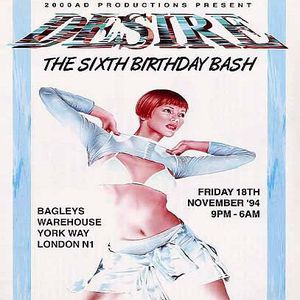 2000AD PRODUCTIONS PRESENT
DESIRE
THE SIXTH BIRTHDAY BASH
FRIDAY 18TH
NOVEMBER '94
9PM - 6AM
BAGLEYS
WAREHOUSE
YORK WAY
LONDON N1